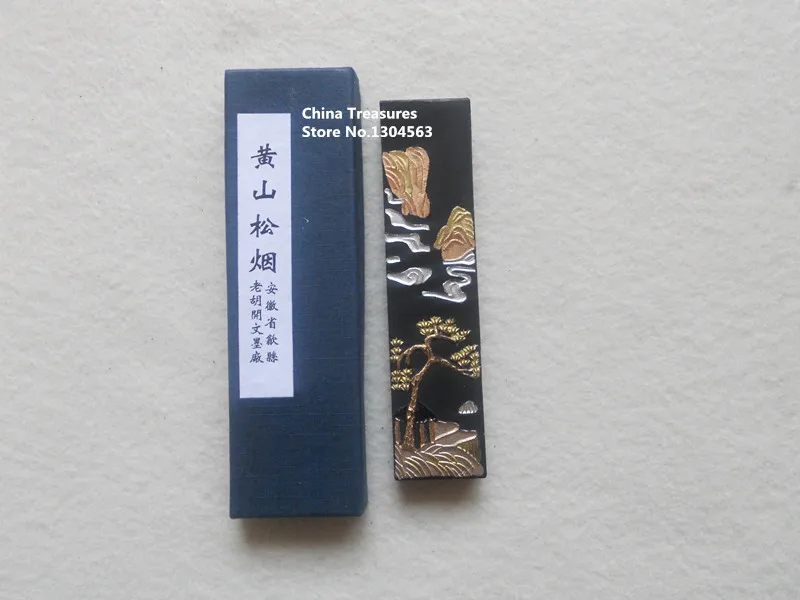 China Treasures
Store No.1304563
黄山松烟
安徽省歙縣
老胡開文墨廠